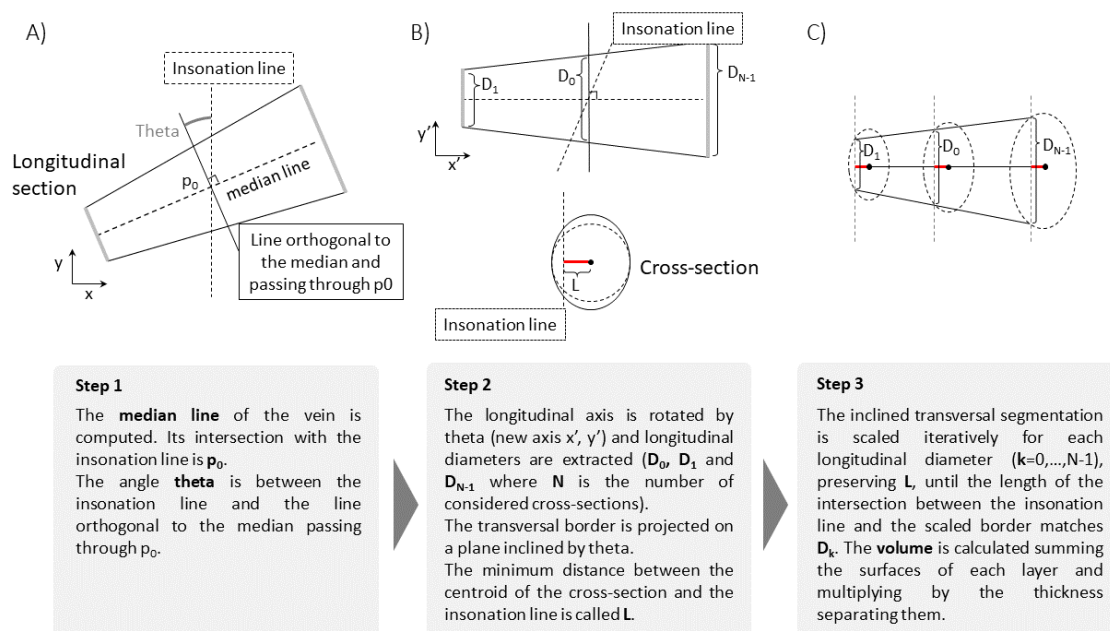 A)
Insonation line
Theta
Longitudinal
section
p0
median line
Line orthogonal to
the median and
passing through p0
y
x
B)
Insonation line
D1
D0
DN-1
y’
x’
L
Cross-section
Insonation line
C)
D1
D0
DN-1
Step 1
The median line of the vein is
computed. Its intersection with the
insonation line is p0.
The angle theta is between the
insonation line and the line
orthogonal to the median passing
through p0.
Step 2
The longitudinal axis is rotated by
theta (new axis x’, y’) and longitudinal
diameters are extracted (D0, D1 and
DN-1 where N is the number of
considered cross-sections).
The transversal border is projected on
a plane inclined by theta.
The minimum distance between the
centroid of the cross-section and the
insonation line is called L.
Step 3
The inclined transversal segmentation
is scaled iteratively for each
longitudinal diameter (k=0,…,N-1),
preserving L, until the length of the
intersection between the insonation
line and the scaled border matches
Dk. The volume is calculated summing
the surfaces of each layer and
multiplying by the thickness
separating them.